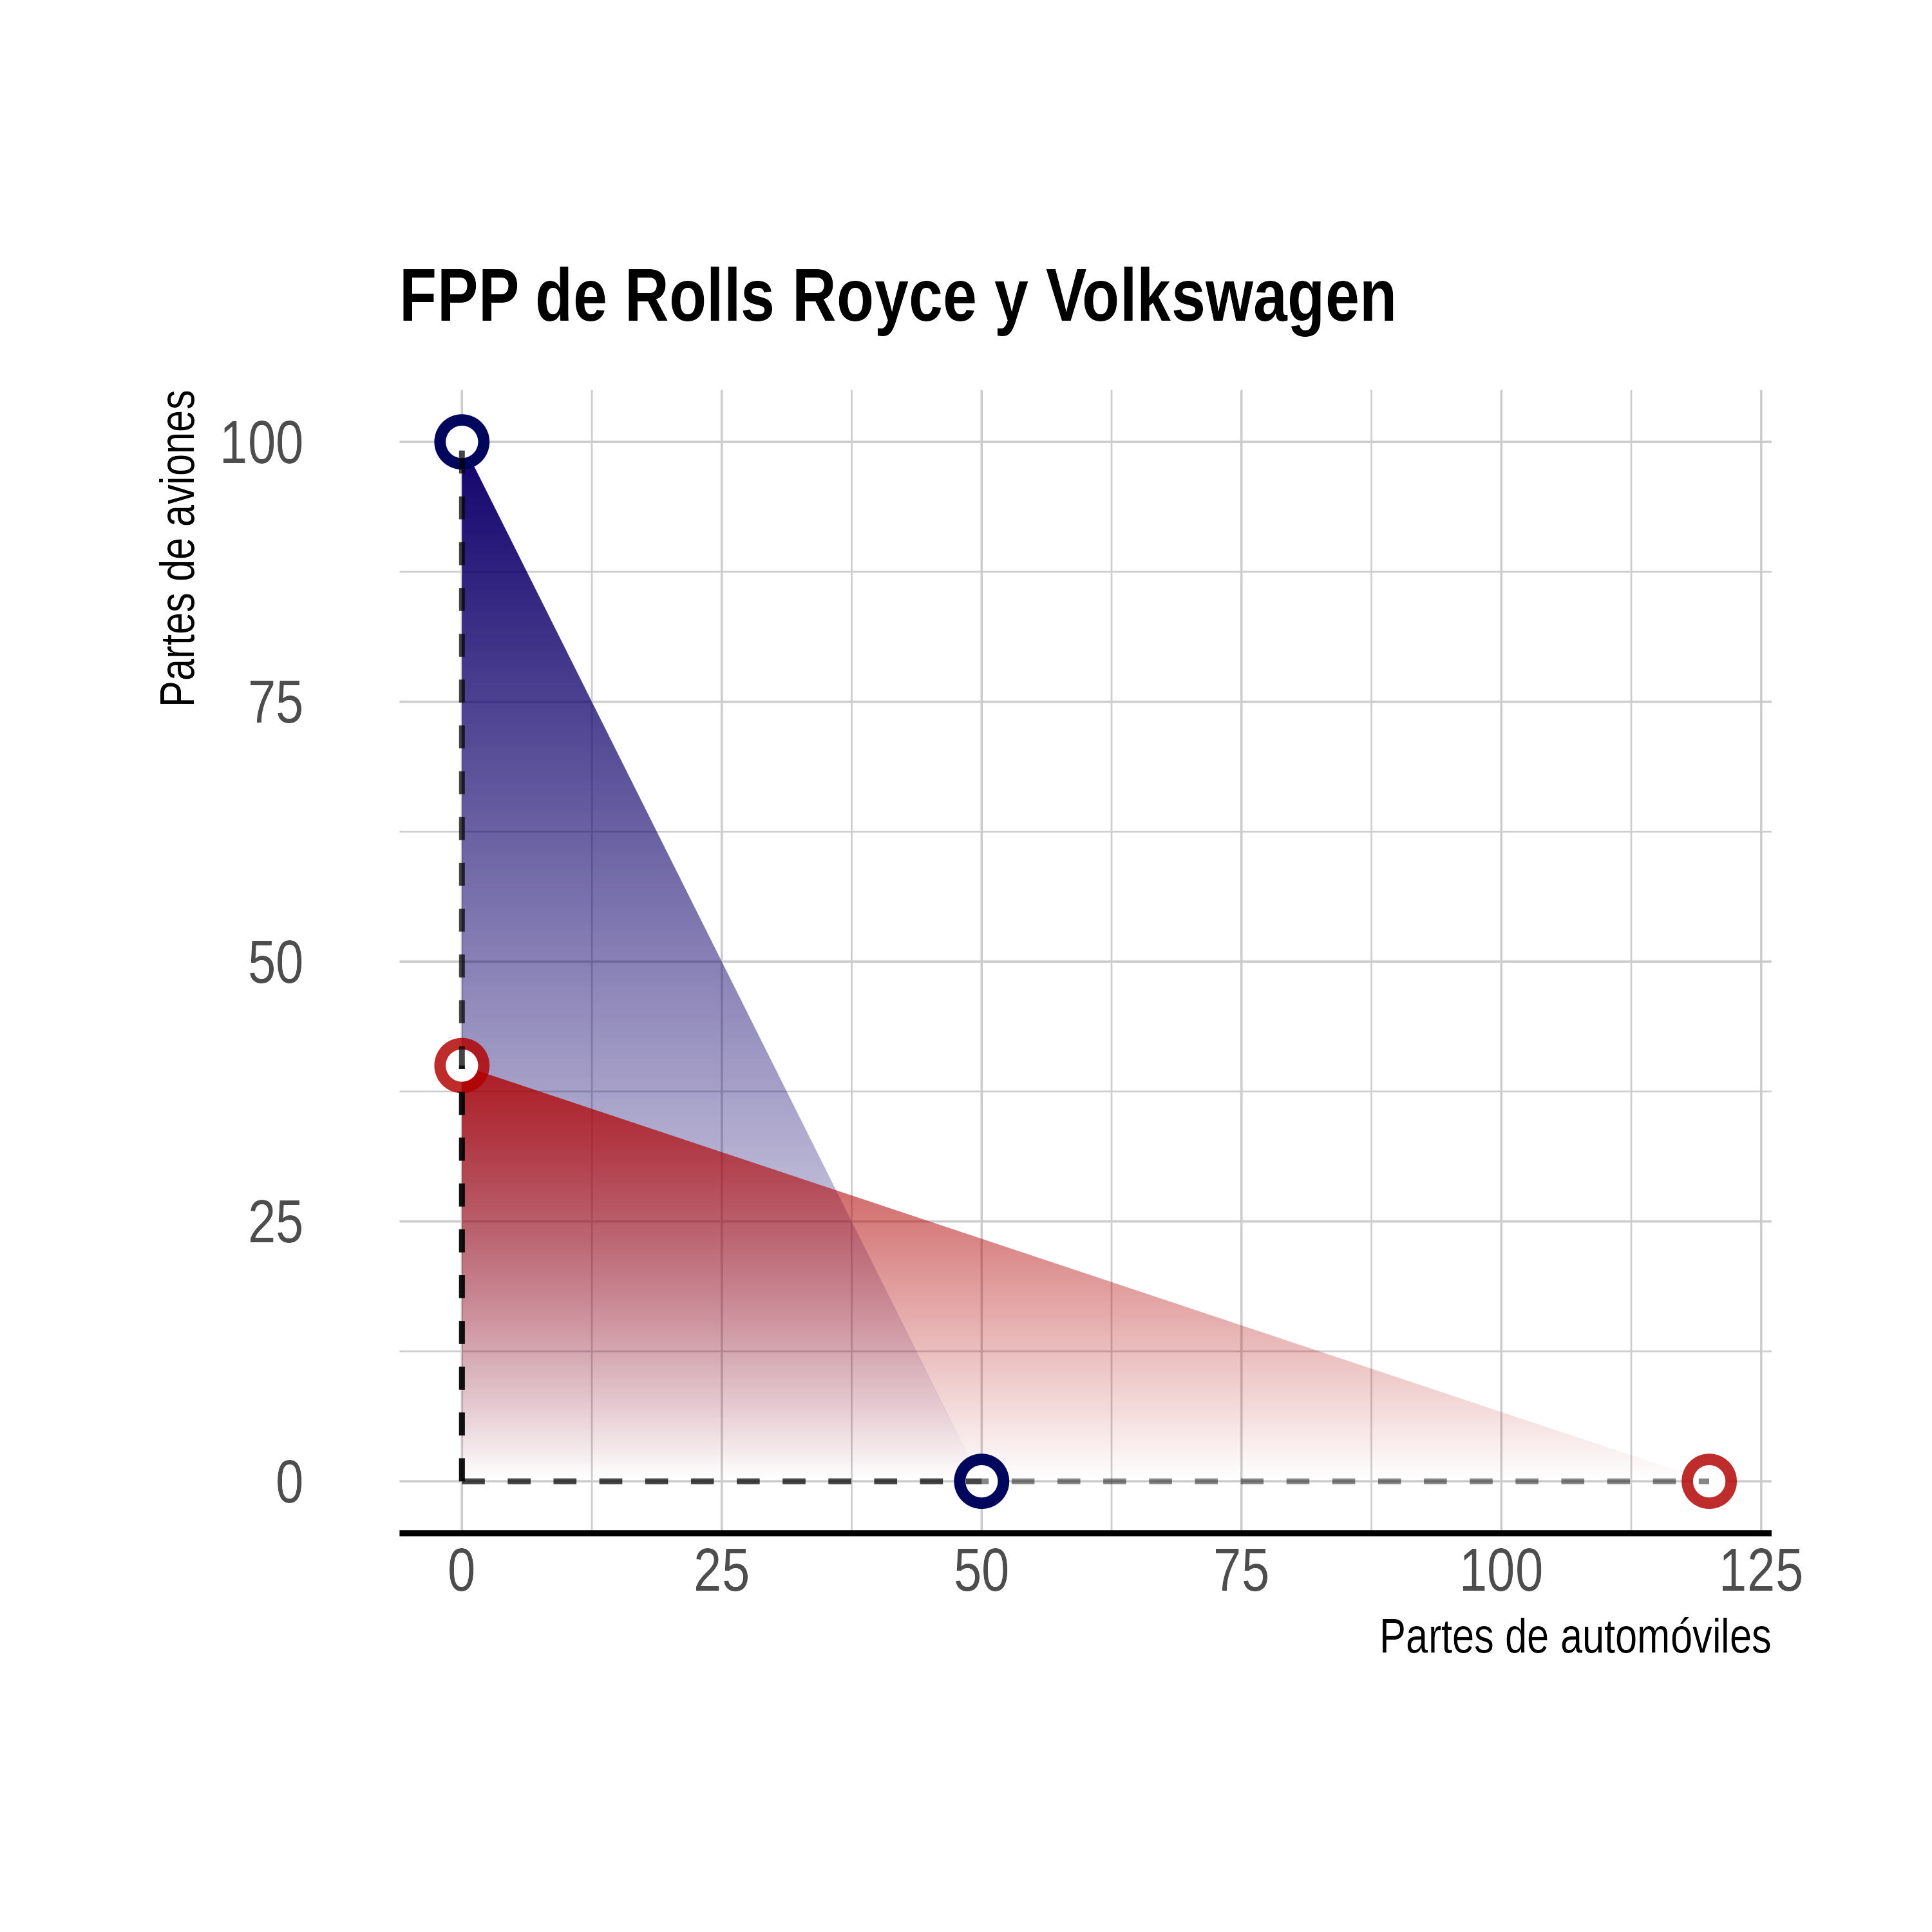 FPP de Rolls Royce y Volkswagen
Partes de aviones
100
75
50
25
0
0 25 50 75 100 125
Partes de automóviles